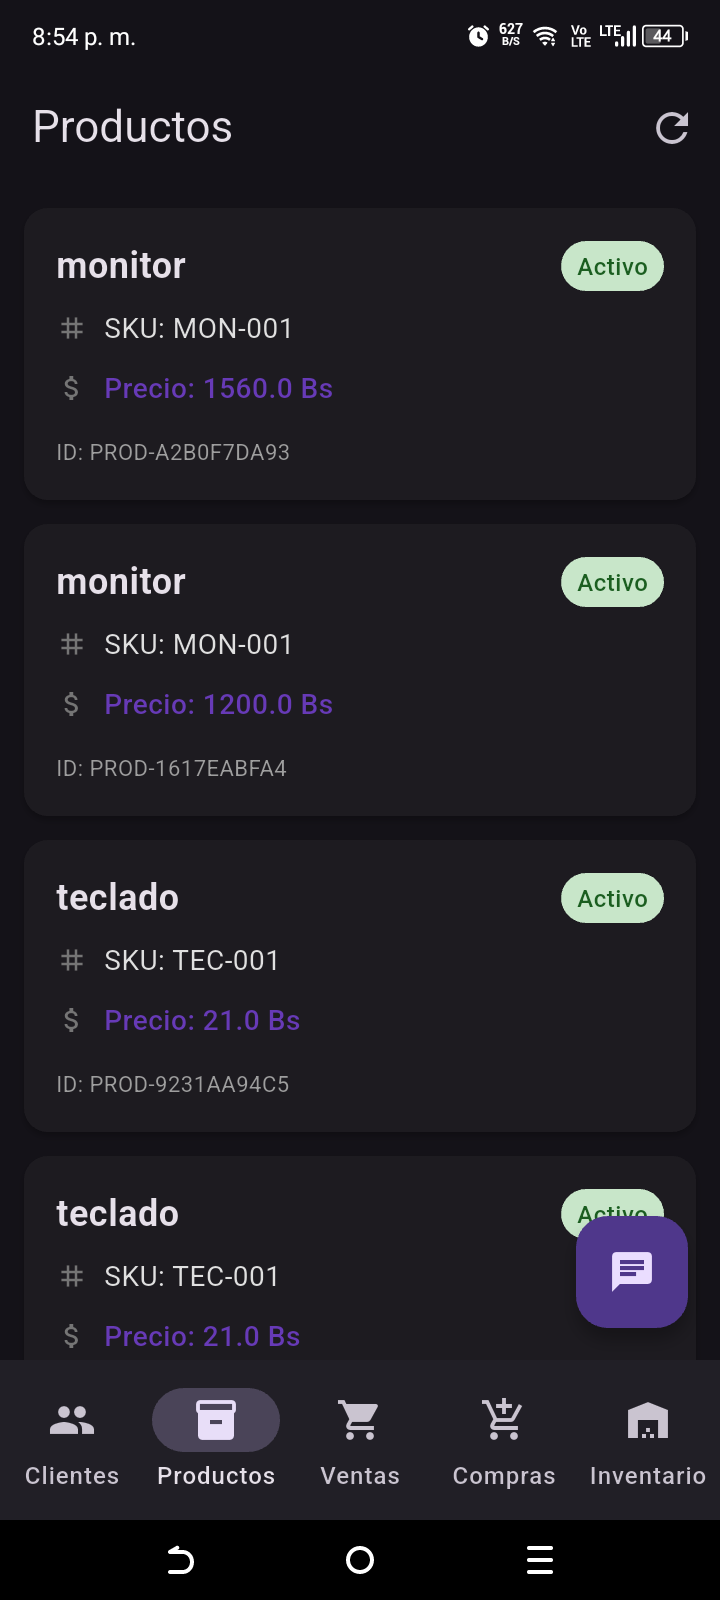 8:54 p. m.
627 B/S
Vo LTE
LTE
44
Productos
monitor
Activo
SKU: MON-001
Precio: 1560.0 Bs
ID: PROD-A2B0F7DA93
monitor
Activo
SKU: MON-001
Precio: 1200.0 Bs
ID: PROD-1617EABFA4
teclado
Activo
SKU: TEC-001
Precio: 21.0 Bs
ID: PROD-9231AA94C5
teclado
Activo
SKU: TEC-001
Precio: 21.0 Bs
Clientes
Productos
Ventas
Compras
Inventario